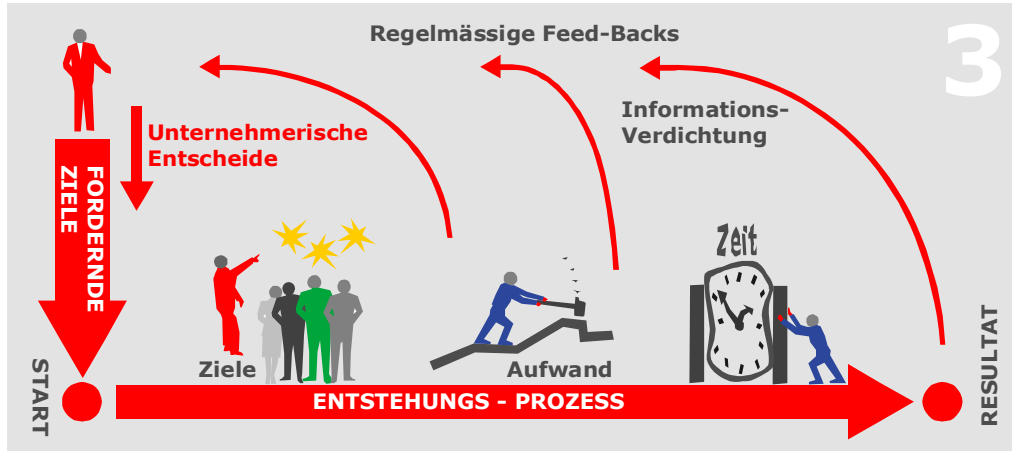 Regelmässige Feed-Backs
3
Informations-
Verdichtung
Unternehmerische
Entscheide
FORDERNDE
ZIELE
Zeit
Ziele
Aufwand
START
ENTSTEHUNGS - PROZESS
RESULTAT